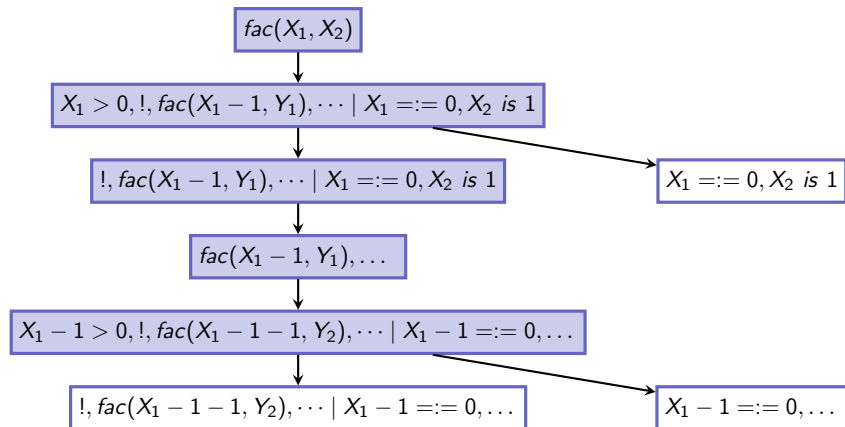 fac(X₁, X₂)
X₁ > 0, !, fac(X₁ − 1, Y₁), ⋯ | X₁ =:= 0, X₂ is 1
!, fac(X₁ − 1, Y₁), ⋯ | X₁ =:= 0, X₂ is 1
X₁ =:= 0, X₂ is 1
fac(X₁ − 1, Y₁), …
X₁ − 1 > 0, !, fac(X₁ − 1 − 1, Y₂), ⋯ | X₁ − 1 =:= 0, …
!, fac(X₁ − 1 − 1, Y₂), ⋯ | X₁ − 1 =:= 0, …
X₁ − 1 =:= 0, …